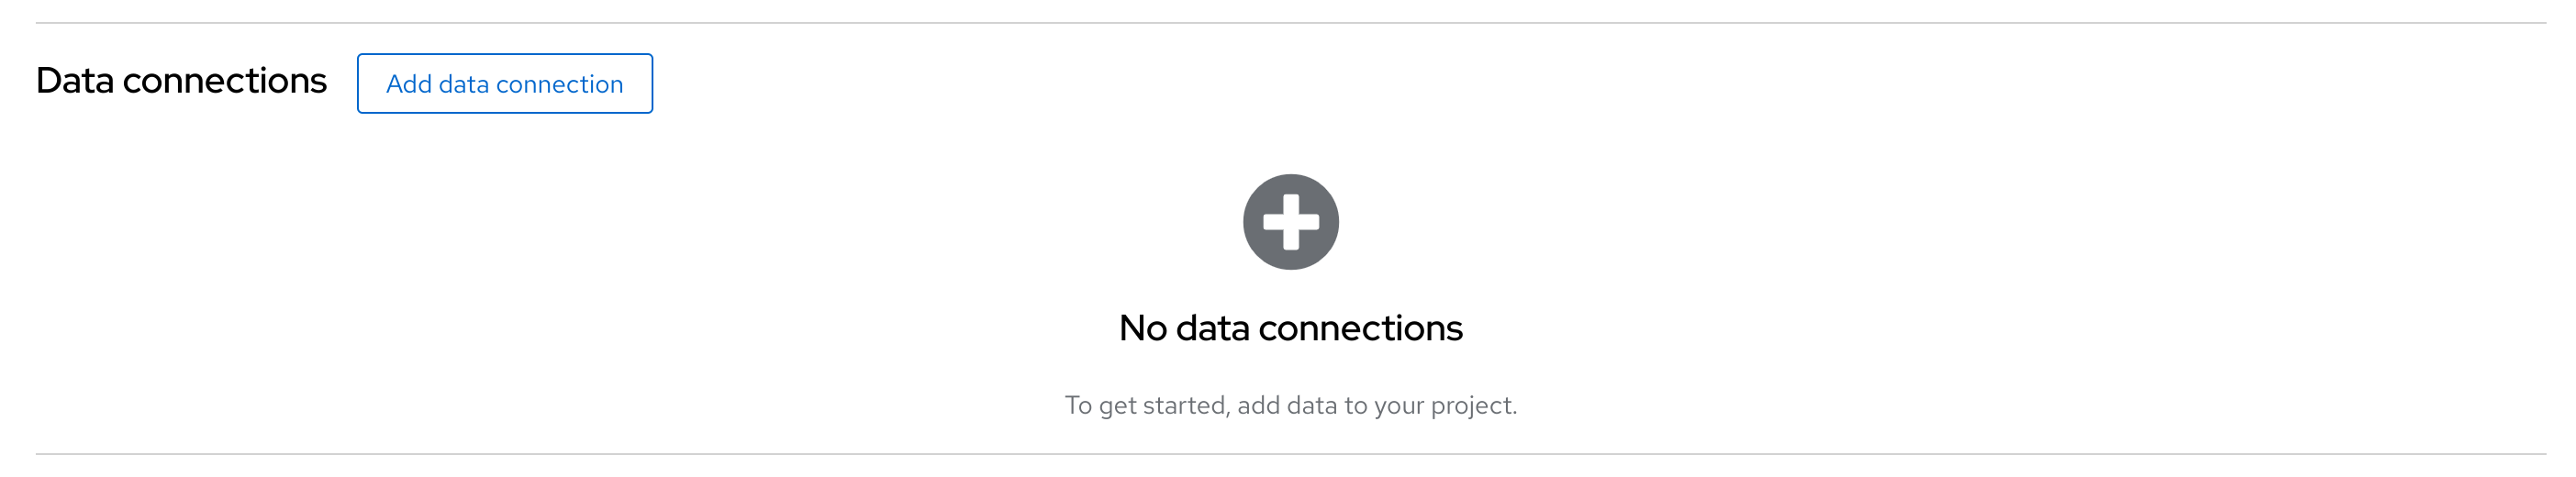 Data connections
Add data connection
No data connections
To get started, add data to your project.